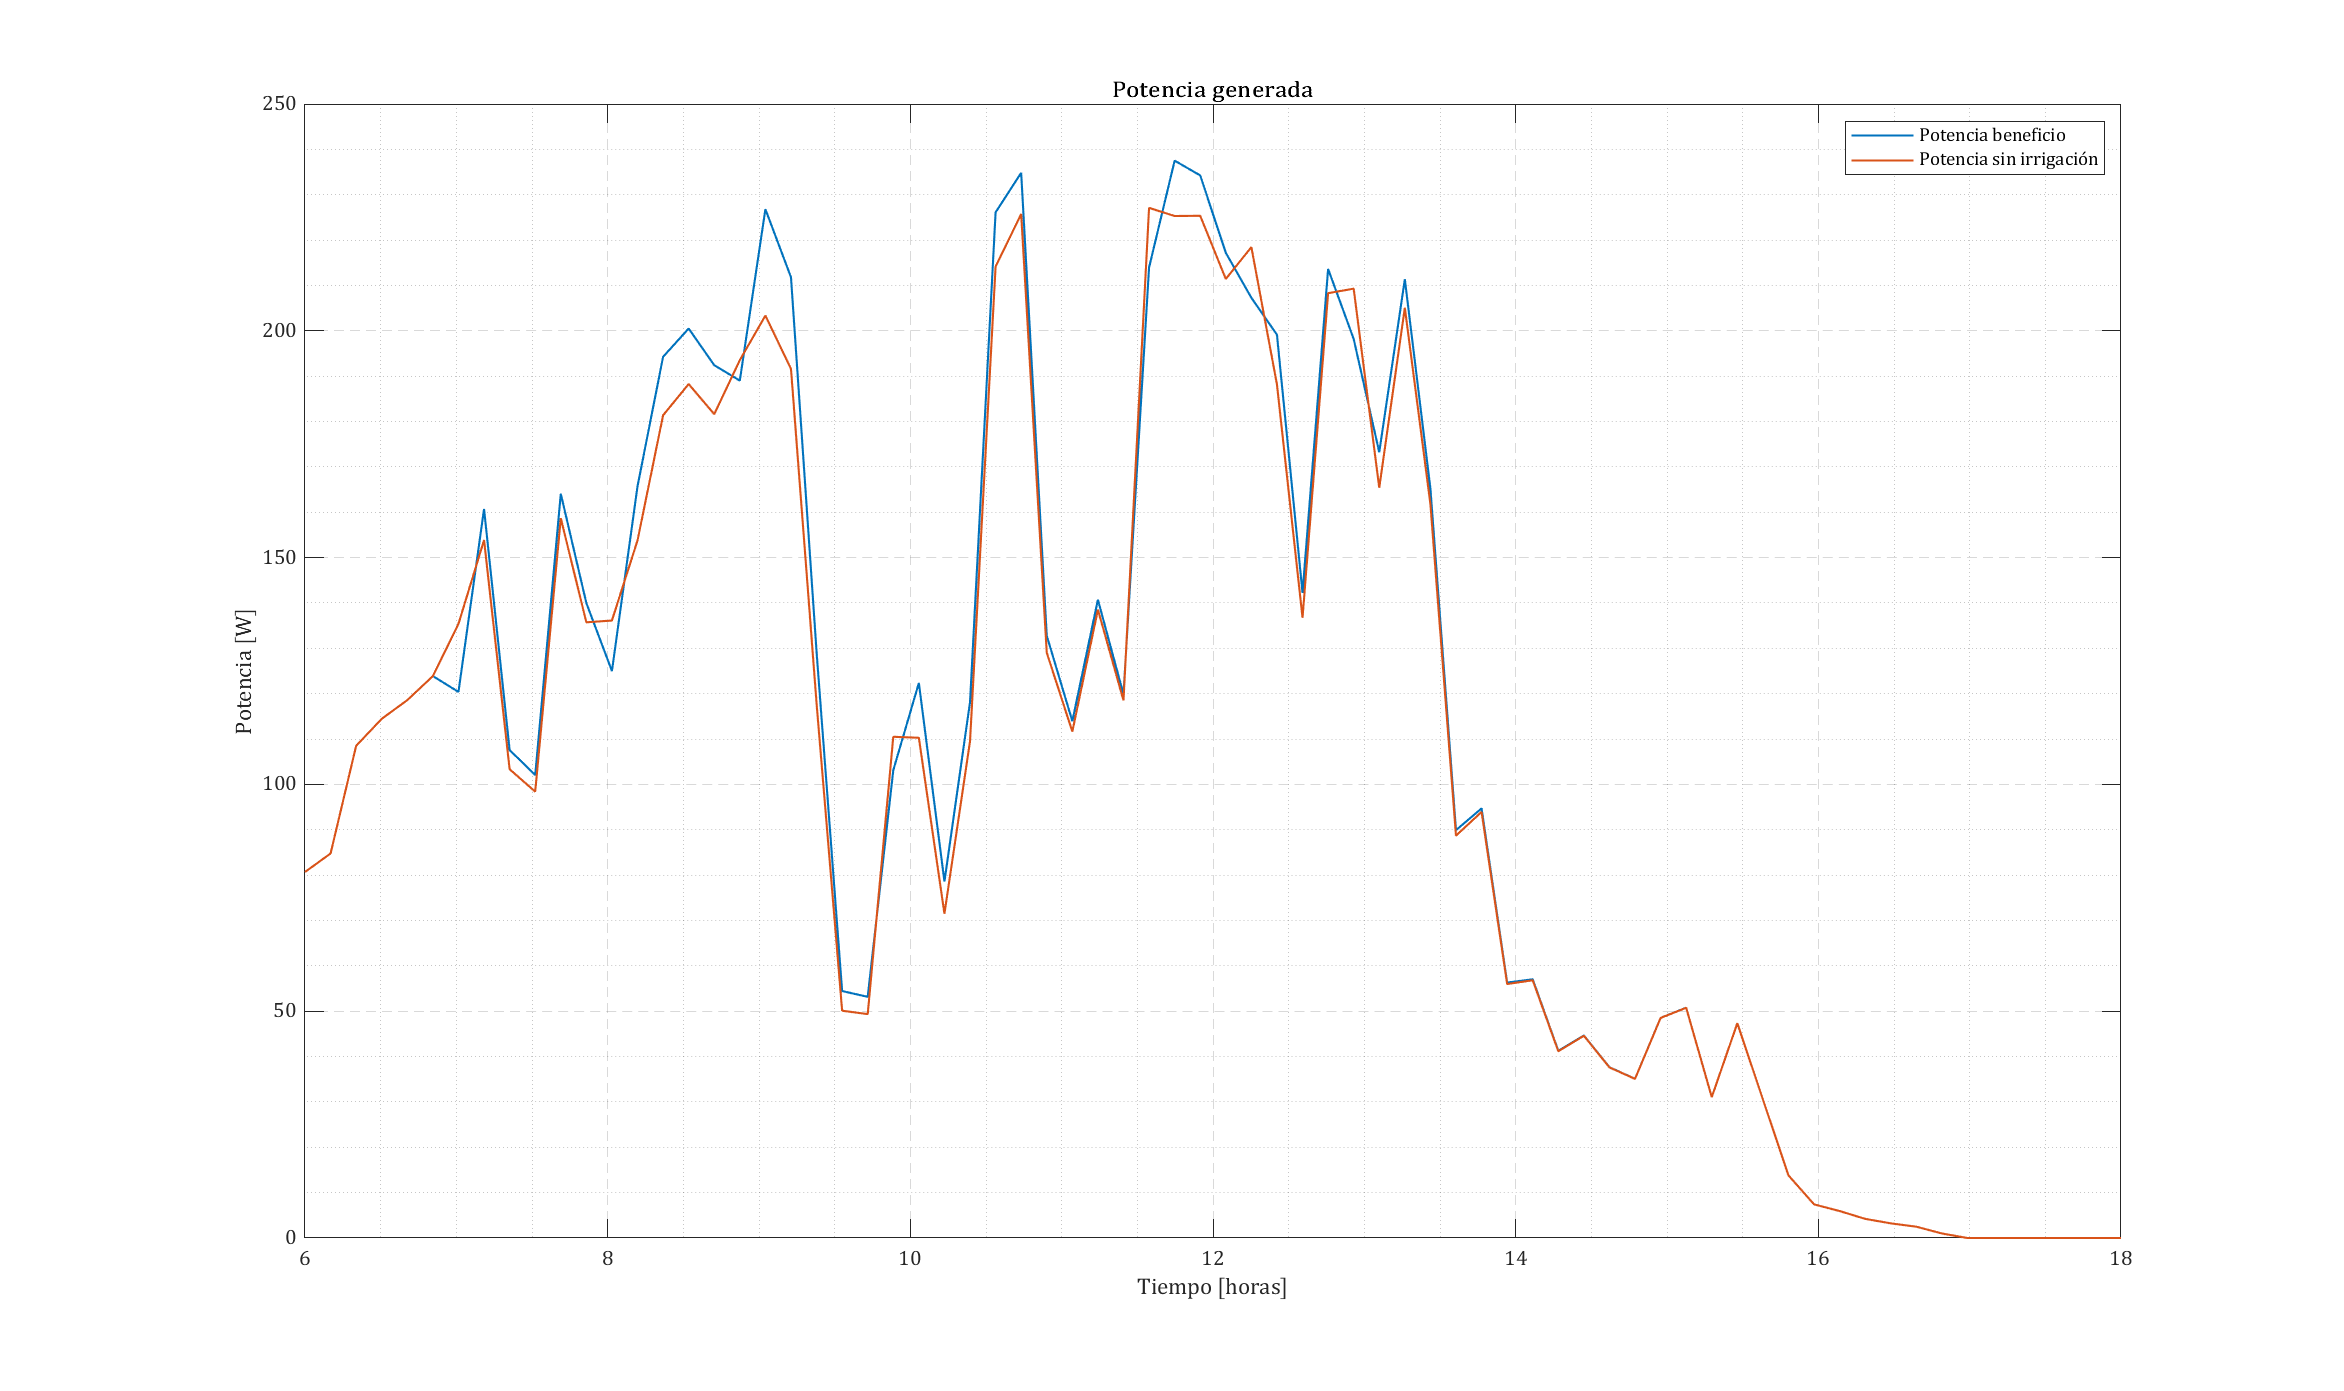 Potencia generada
250
200
150
100
50
0
Potencia [W]
Potencia beneficio
Potencia sin irrigación
6 8 10 12 14 16 18
Tiempo [horas]